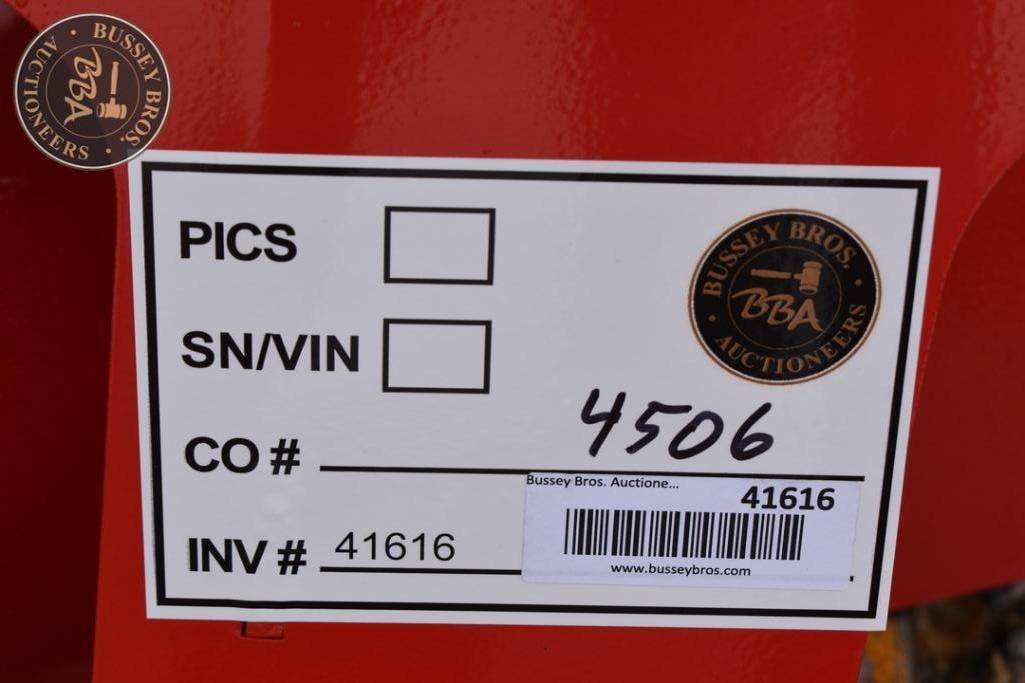 BUSSEY BROS.
BBA
AUCTIONEERS
PICS
BUSSEY BROS.
BBA
AUCTIONEERS
SN/VIN
CO # 4506
Bussey Bros. Auctione...
41616
INV # 41616
www.busseybros.com